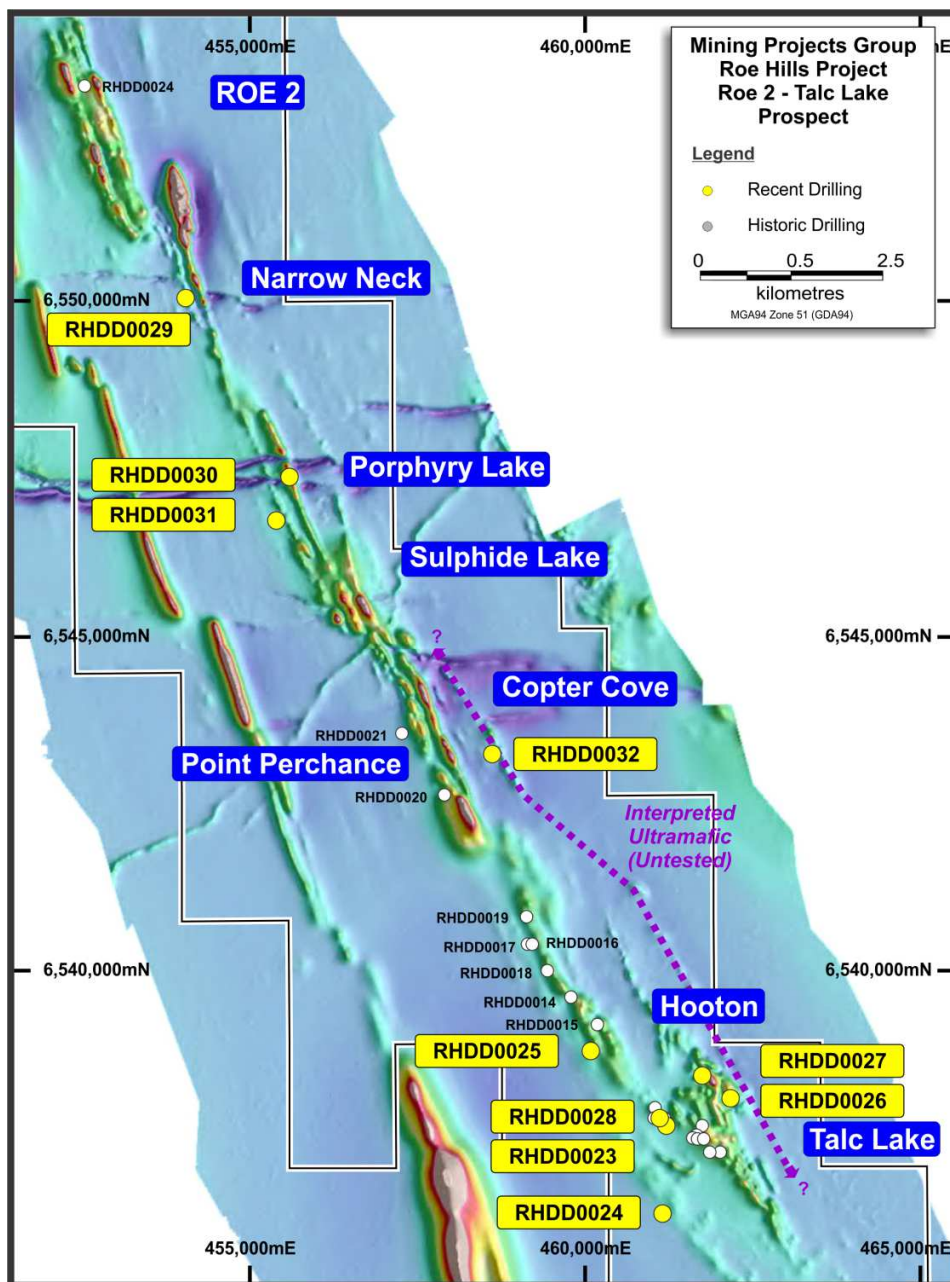 455,000mE
460,000mE
Mining Projects Group
Roe Hills Project
Roe 2 - Talc Lake
Prospect
Legend
Recent Drilling
Historic Drilling
0 0.5 2.5
kilometres
MGA94 Zone 51 (GDA94)
RHDD0024
ROE 2
Narrow Neck
6,550,000mN
RHDD0029
Porphyry Lake
RHDD0030
RHDD0031
Sulphide Lake
6,545,000mN
?
6,545,000mN
Copter Cove
RHDD0021
RHDD0032
Point Perchance
RHDD0020
Interpreted
Ultramafic
(Untested)
RHDD0019
RHDD0017
RHDD0016
6,540,000mN
RHDD0018
6,540,000mN
RHDD0014
Hooton
RHDD0015
RHDD0025
RHDD0027
RHDD0026
RHDD0028
Talc Lake
RHDD0023
?
RHDD0024
455,000mE
460,000mE
465,000mE